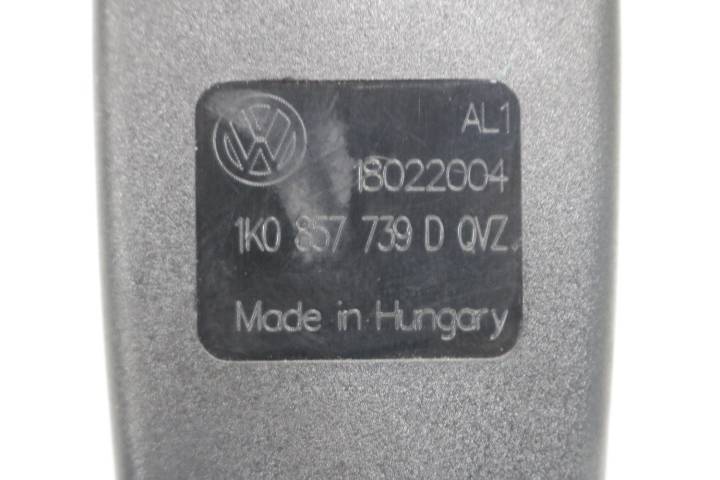 AL1
18022004
1K0 857 739 D QVZ
Made in Hungary